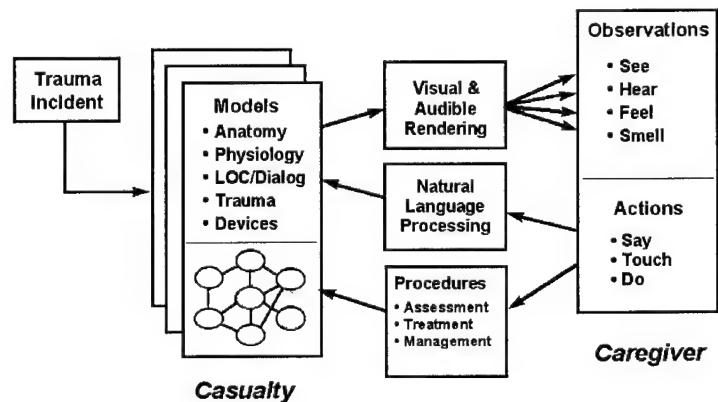 Trauma
Incident
Models
• Anatomy
• Physiology
• LOC/Dialog
• Trauma
• Devices
Casualty
Visual &
Audible
Rendering
Natural
Language
Processing
Procedures
• Assessment
• Treatment
• Management
Observations
• See
• Hear
• Feel
• Smell
Actions
• Say
• Touch
• Do
Caregiver